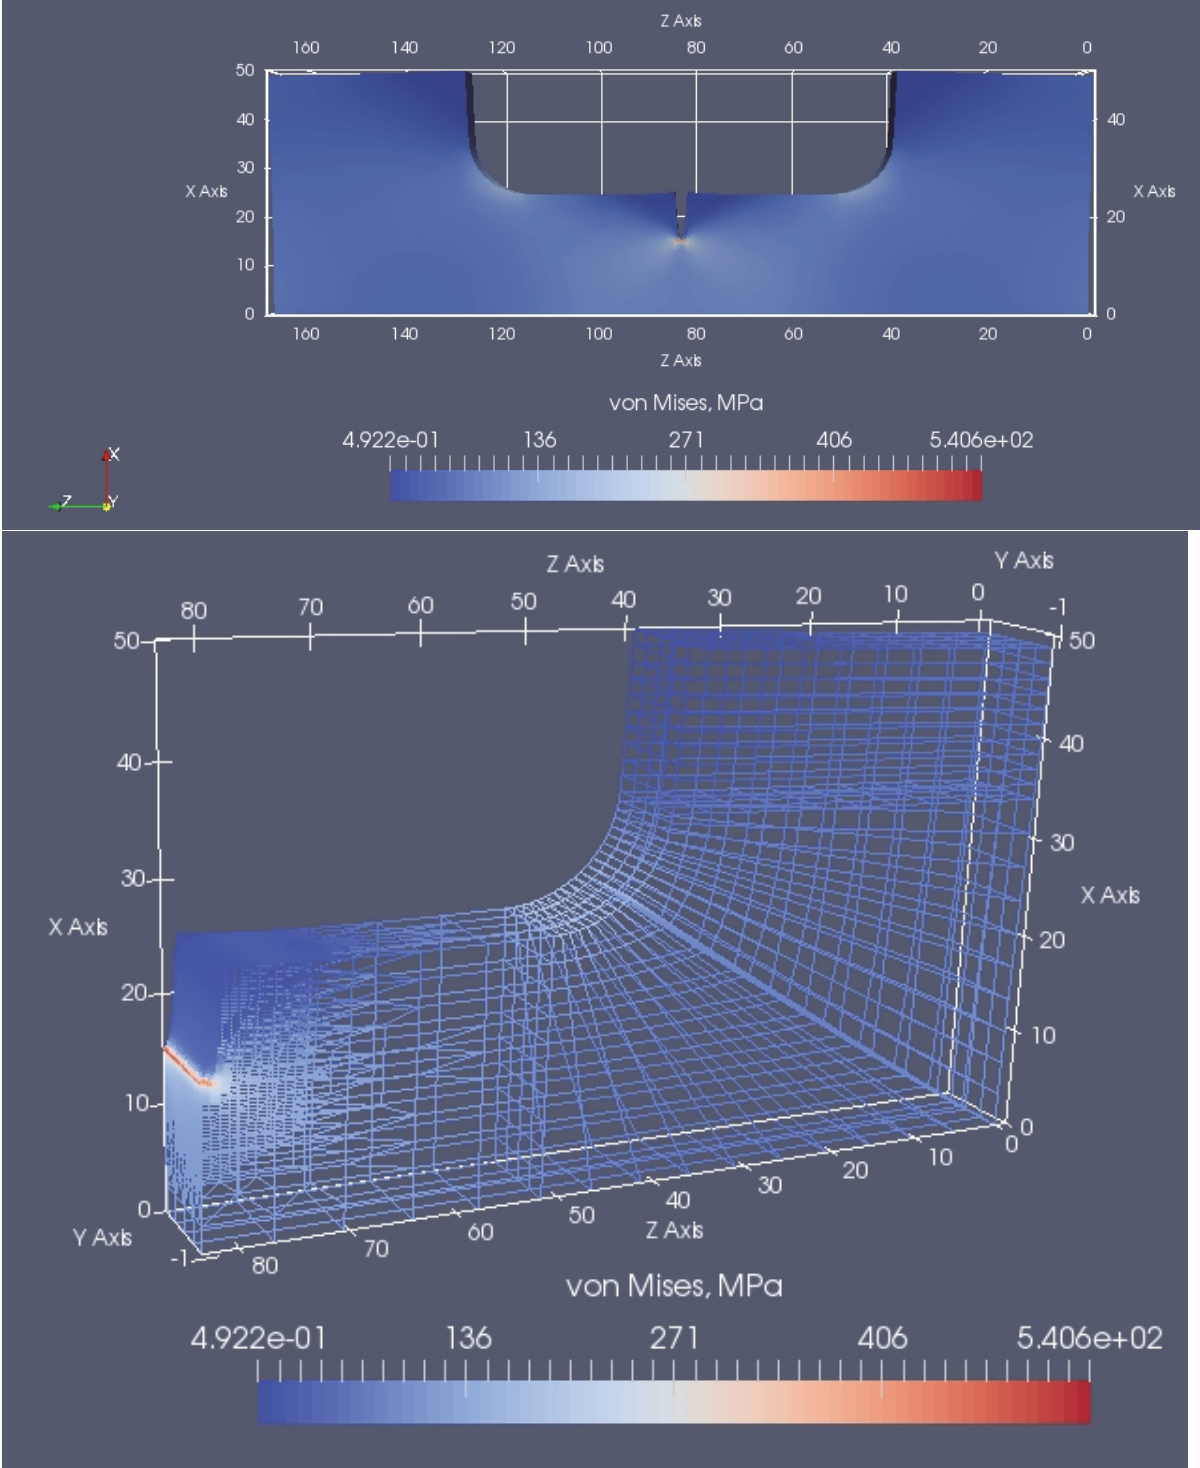 Z Axis
160 140 120 100 80 60 40 20 0
50
40 40
30
X Axis X Axis
20 20
10
0 0
160 140 120 100 80 60 40 20 0
Z Axis
von Mises, MPa
4.922e-01 136 271 406 5.406e+02
X
Z Y
Z Axis Y Axis
80 70 60 50 40 30 20 10 0 -1
50 50
40 40
30 30
X Axis X Axis
20 20
10 10
0 0
0
Y Axis
-1 80 70 60 50 40 30 20 10
Z Axis
von Mises, MPa
4.922e-01 136 271 406 5.406e+02